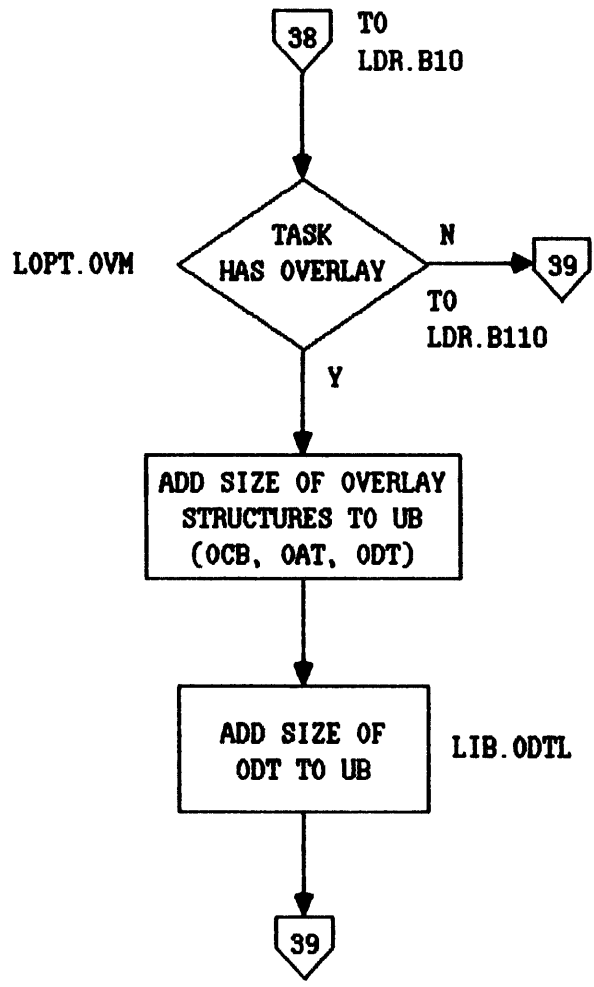 38
TO
LDR.B10
TASK
HAS OVERLAY
LOPT.OVM
N
39
TO
LDR.B110
Y
ADD SIZE OF OVERLAY
STRUCTURES TO UB
(OCB, OAT, ODT)
ADD SIZE OF
ODT TO UB
LIB.ODTL
39